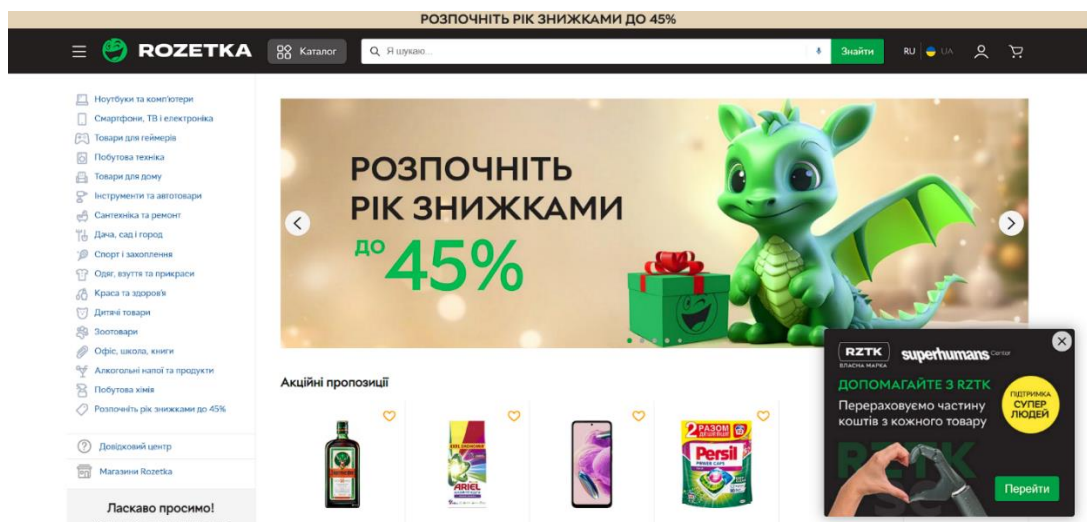 РОЗПОЧНІТЬ РІК ЗНИЖКАМИ ДО 45%
ROZETKA
Каталог
Я шукаю...
Знайти
RU
UA
Ноутбуки та комп'ютери
Смартфони, ТВ і електроніка
Товари для геймерів
Побутова техніка
Товари для дому
Інструменти та автотовари
Сантехніка та ремонт
Дача, сад і город
Спорт і захоплення
Одяг, взуття та прикраси
Краса та здоров'я
Дитячі товари
Зоотовари
Офіс, школа, книги
Алкогольні напої та продукти
Побутова хімія
Розпочніть рік знижками до 45%
Довідковий центр
Магазини Rozetka
Ласкаво просимо!
РОЗПОЧНІТЬ
РІК ЗНИЖКАМИ
ДО 45%
Акційні пропозиції
ARIEL
2 РАЗОМ
Persil
RZTK
ВЛАСНА МАРКА
superhumans Center
ДОПОМАГАЙТЕ З RZTK
Перераховуємо частину
коштів з кожного товару
ПІДТРИМКА
СУПЕР
ЛЮДЕЙ
RZTK
SC
Перейти